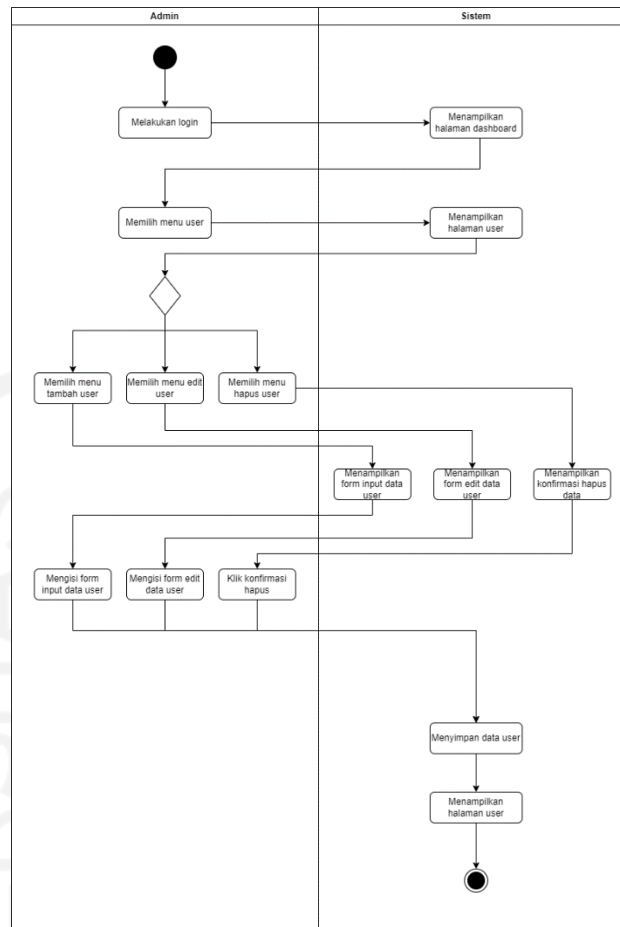 Admin
Sistem
Melakukan login
Menampilkan
halaman dashboard
Memilih menu user
Menampilkan
halaman user
Memilih menu
tambah user
Memilih menu edit
user
Memilih menu
hapus user
Menampilkan
form input data
user
Menampilkan
form edit data
user
Menampilkan
konfirmasi hapus
data
Mengisi form
input data user
Mengisi form edit
data user
Klik konfirmasi
hapus
Menyimpan data user
Menampilkan
halaman user